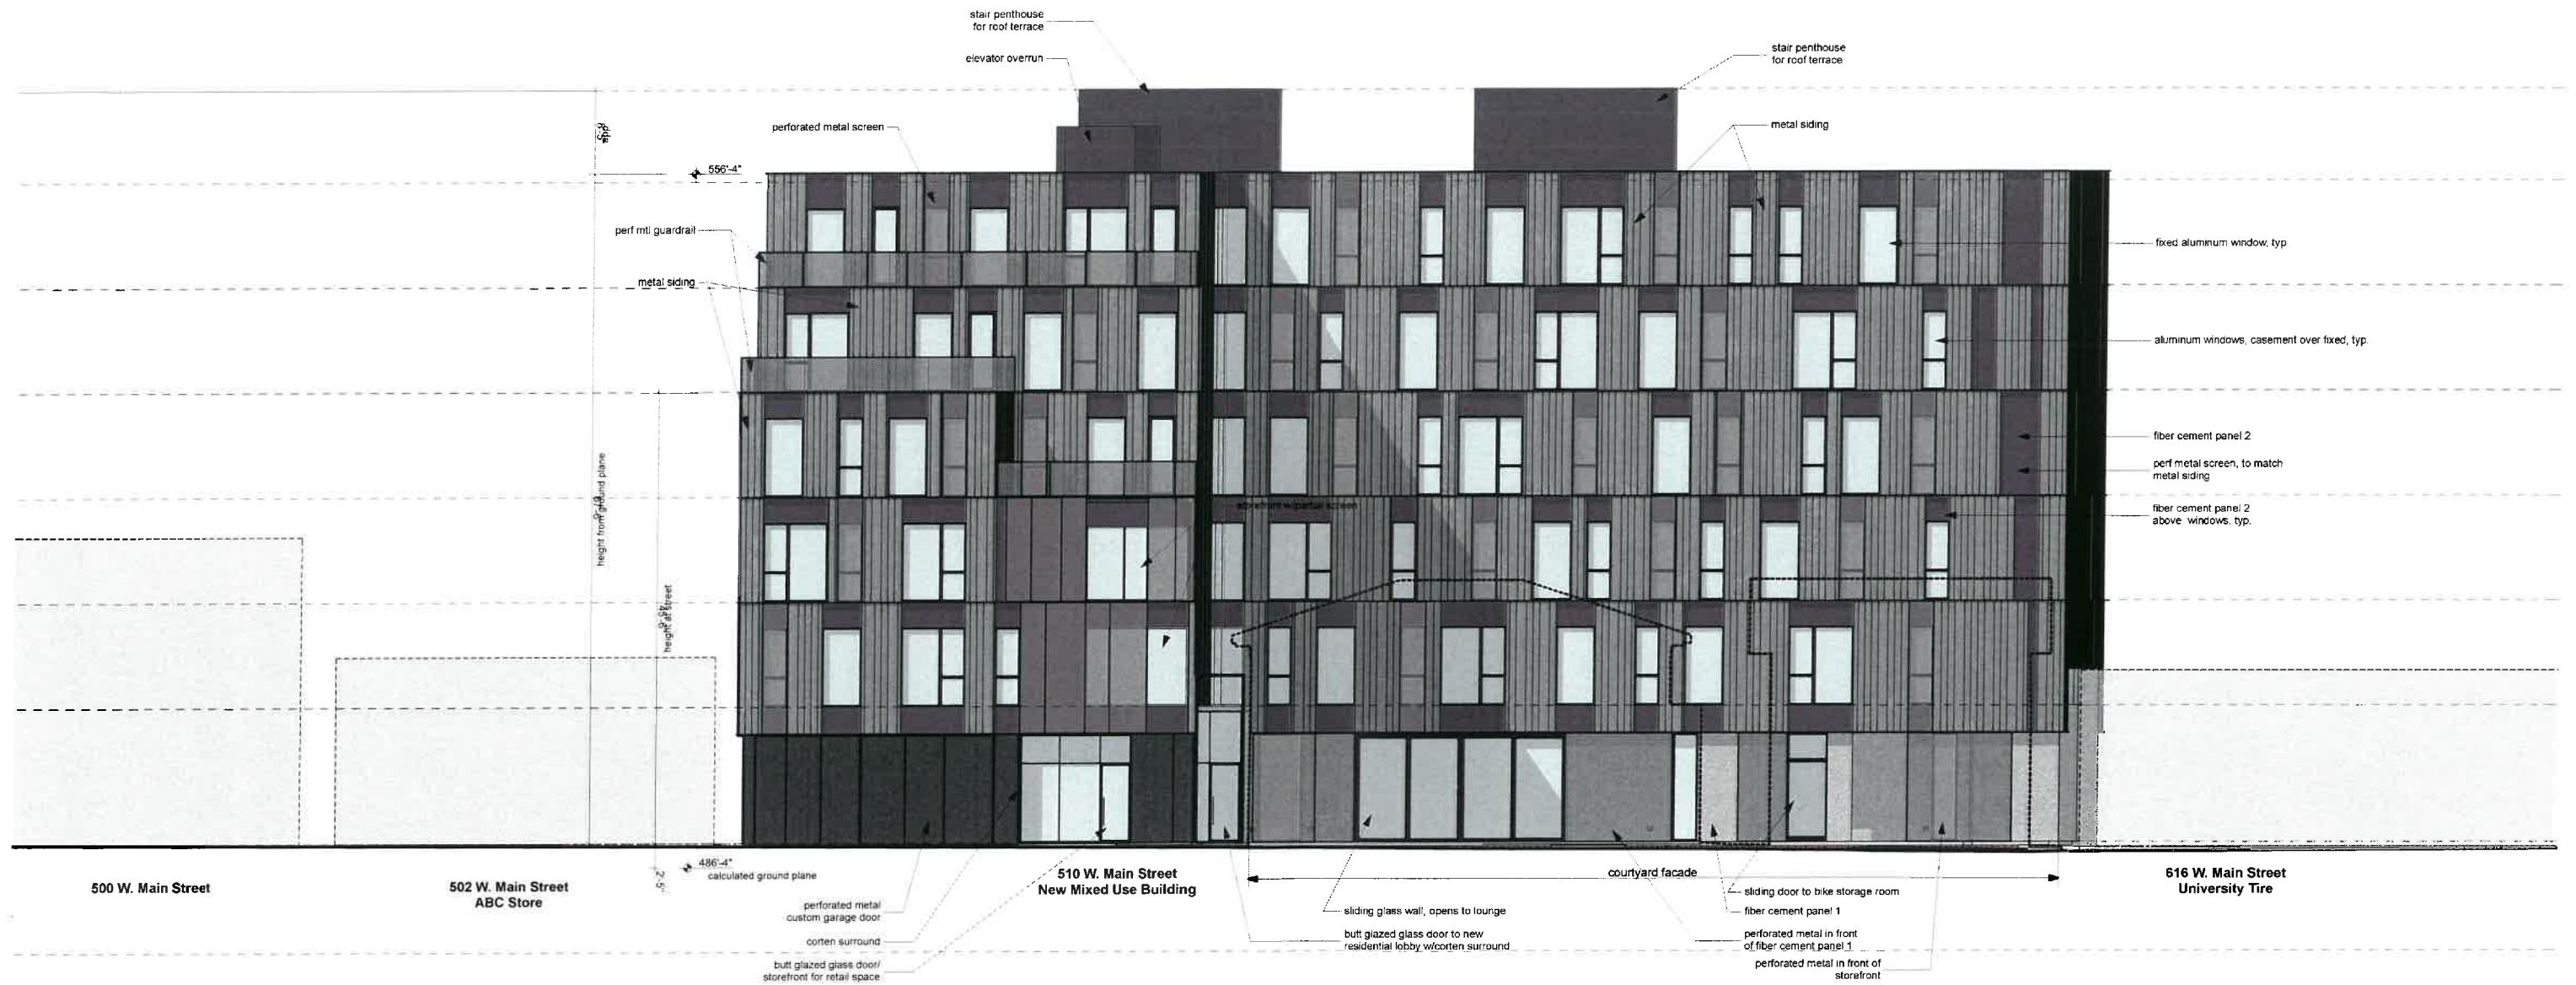 stair penthouse
for roof terrace
elevator overrun
stair penthouse
for roof terrace
perforated metal screen
metal siding
556'-4"
perf mtl guardrail
metal siding
fixed aluminum window, typ.
aluminum windows, casement over fixed, typ.
fiber cement panel 2
perf metal screen, to match
metal siding
fiber cement panel 2
above windows, typ.
storefront w/partial screen
height from ground plane
height at street
486'-4"
calculated ground plane
2'-5"
500 W. Main Street
502 W. Main Street
ABC Store
510 W. Main Street
New Mixed Use Building
courtyard facade
616 W. Main Street
University Tire
perforated metal
custom garage door
corten surround
butt glazed glass door/
storefront for retail space
sliding glass wall, opens to lounge
butt glazed glass door to new
residential lobby w/corten surround
sliding door to bike storage room
fiber cement panel 1
perforated metal in front
of fiber cement panel 1
perforated metal in front of
storefront